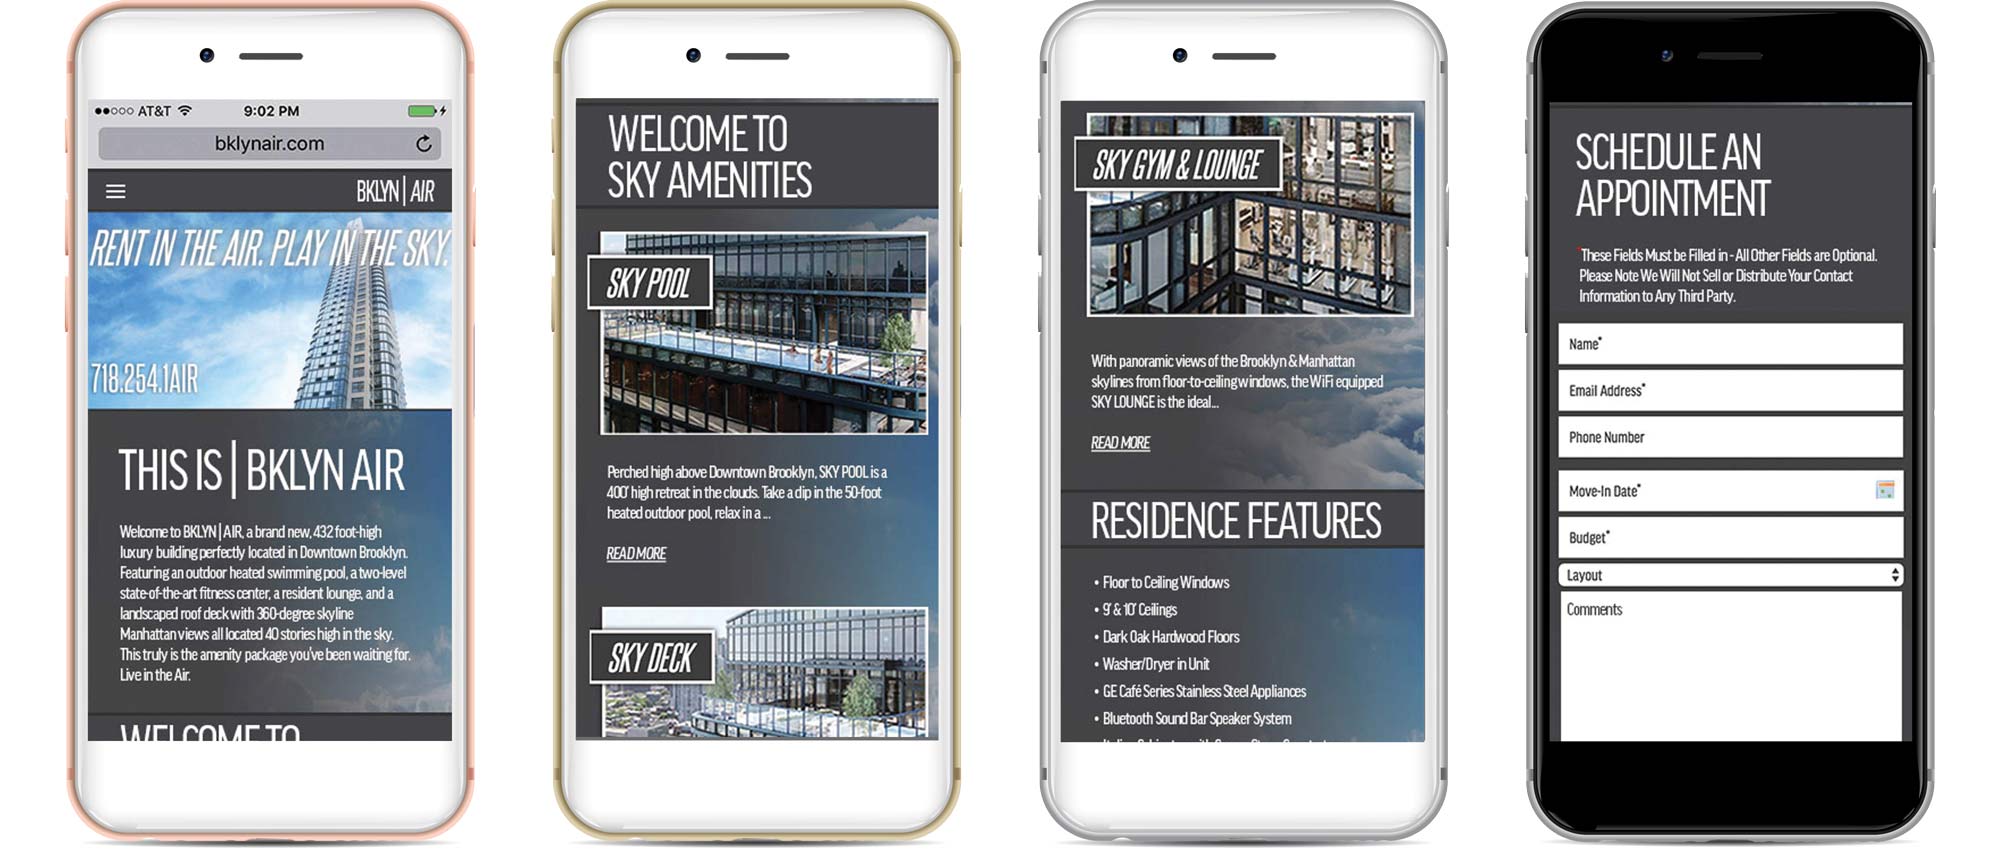 AT&T
9:02 PM
bklynair.com
BKLYN | AIR
RENT IN THE AIR. PLAY IN THE SKY.
718.254.1AIR
THIS IS | BKLYN AIR
Welcome to BKLYN | AIR, a brand new, 432 foot-high
luxury building perfectly located in Downtown Brooklyn.
Featuring an outdoor heated swimming pool, a two-level
state-of-the-art fitness center, a resident lounge, and a
landscaped roof deck with 360-degree skyline
Manhattan views all located 40 stories high in the sky.
This truly is the amenity package you've been waiting for.
Live in the Air.
WELCOME TO
WELCOME TO
SKY AMENITIES
SKY POOL
Perched high above Downtown Brooklyn, SKY POOL is a
400' high retreat in the clouds. Take a dip in the 50-foot
heated outdoor pool, relax in a ...
READ MORE
SKY DECK
SKY GYM & LOUNGE
With panoramic views of the Brooklyn & Manhattan
skylines from floor-to-ceiling windows, the WiFi equipped
SKY LOUNGE is the ideal...
READ MORE
RESIDENCE FEATURES
• Floor to Ceiling Windows
• 9' & 10' Ceilings
• Dark Oak Hardwood Floors
• Washer/Dryer in Unit
• GE Café Series Stainless Steel Appliances
• Bluetooth Sound Bar Speaker System
SCHEDULE AN
APPOINTMENT
*These Fields Must be Filled in - All Other Fields are Optional.
Please Note We Will Not Sell or Distribute Your Contact
Information to Any Third Party.
Name*
Email Address*
Phone Number
Move-In Date*
Budget*
Layout
Comments